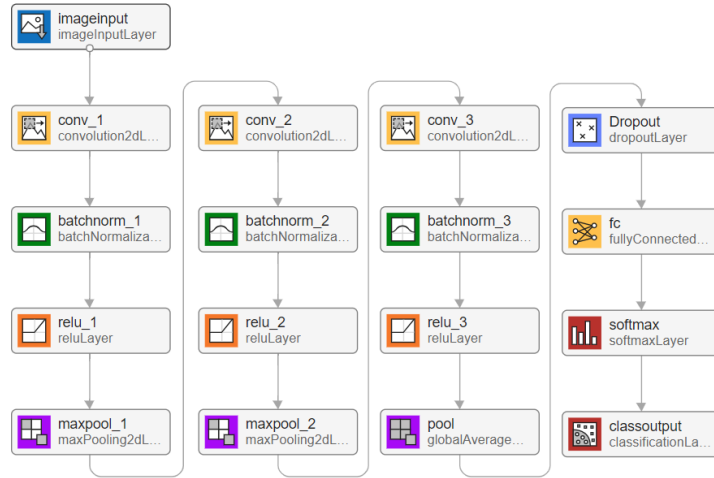 imageinput
imageInputLayer
conv_1
convolution2dL...
batchnorm_1
batchNormaliza...
relu_1
reluLayer
maxpool_1
maxPooling2dL...
conv_2
convolution2dL...
batchnorm_2
batchNormaliza...
relu_2
reluLayer
maxpool_2
maxPooling2dL...
conv_3
convolution2dL...
batchnorm_3
batchNormaliza...
relu_3
reluLayer
pool
globalAverage...
Dropout
dropoutLayer
fc
fullyConnected...
softmax
softmaxLayer
classoutput
classificationLa...